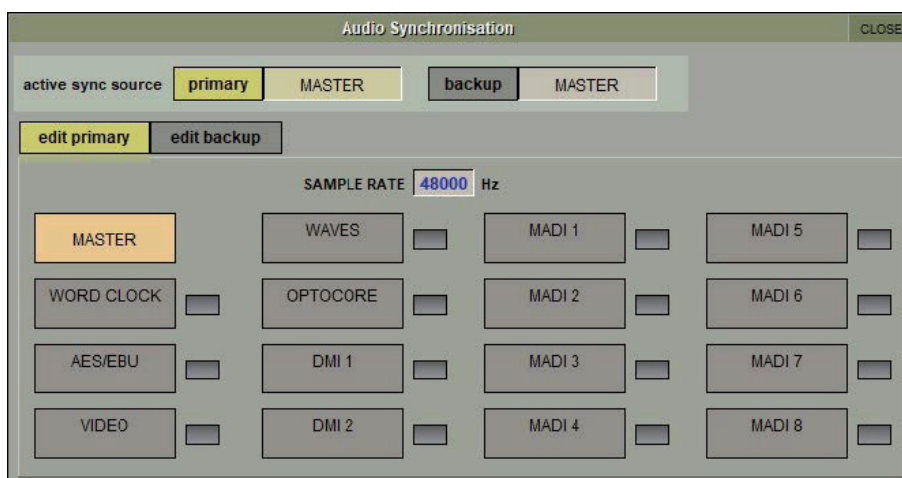 Audio Synchronisation CLOSE
active sync source primary MASTER backup MASTER
edit primary edit backup
SAMPLE RATE 48000 Hz
MASTER WAVES MADI 1 MADI 5
WORD CLOCK OPTOCORE MADI 2 MADI 6
AES/EBU DMI 1 MADI 3 MADI 7
VIDEO DMI 2 MADI 4 MADI 8